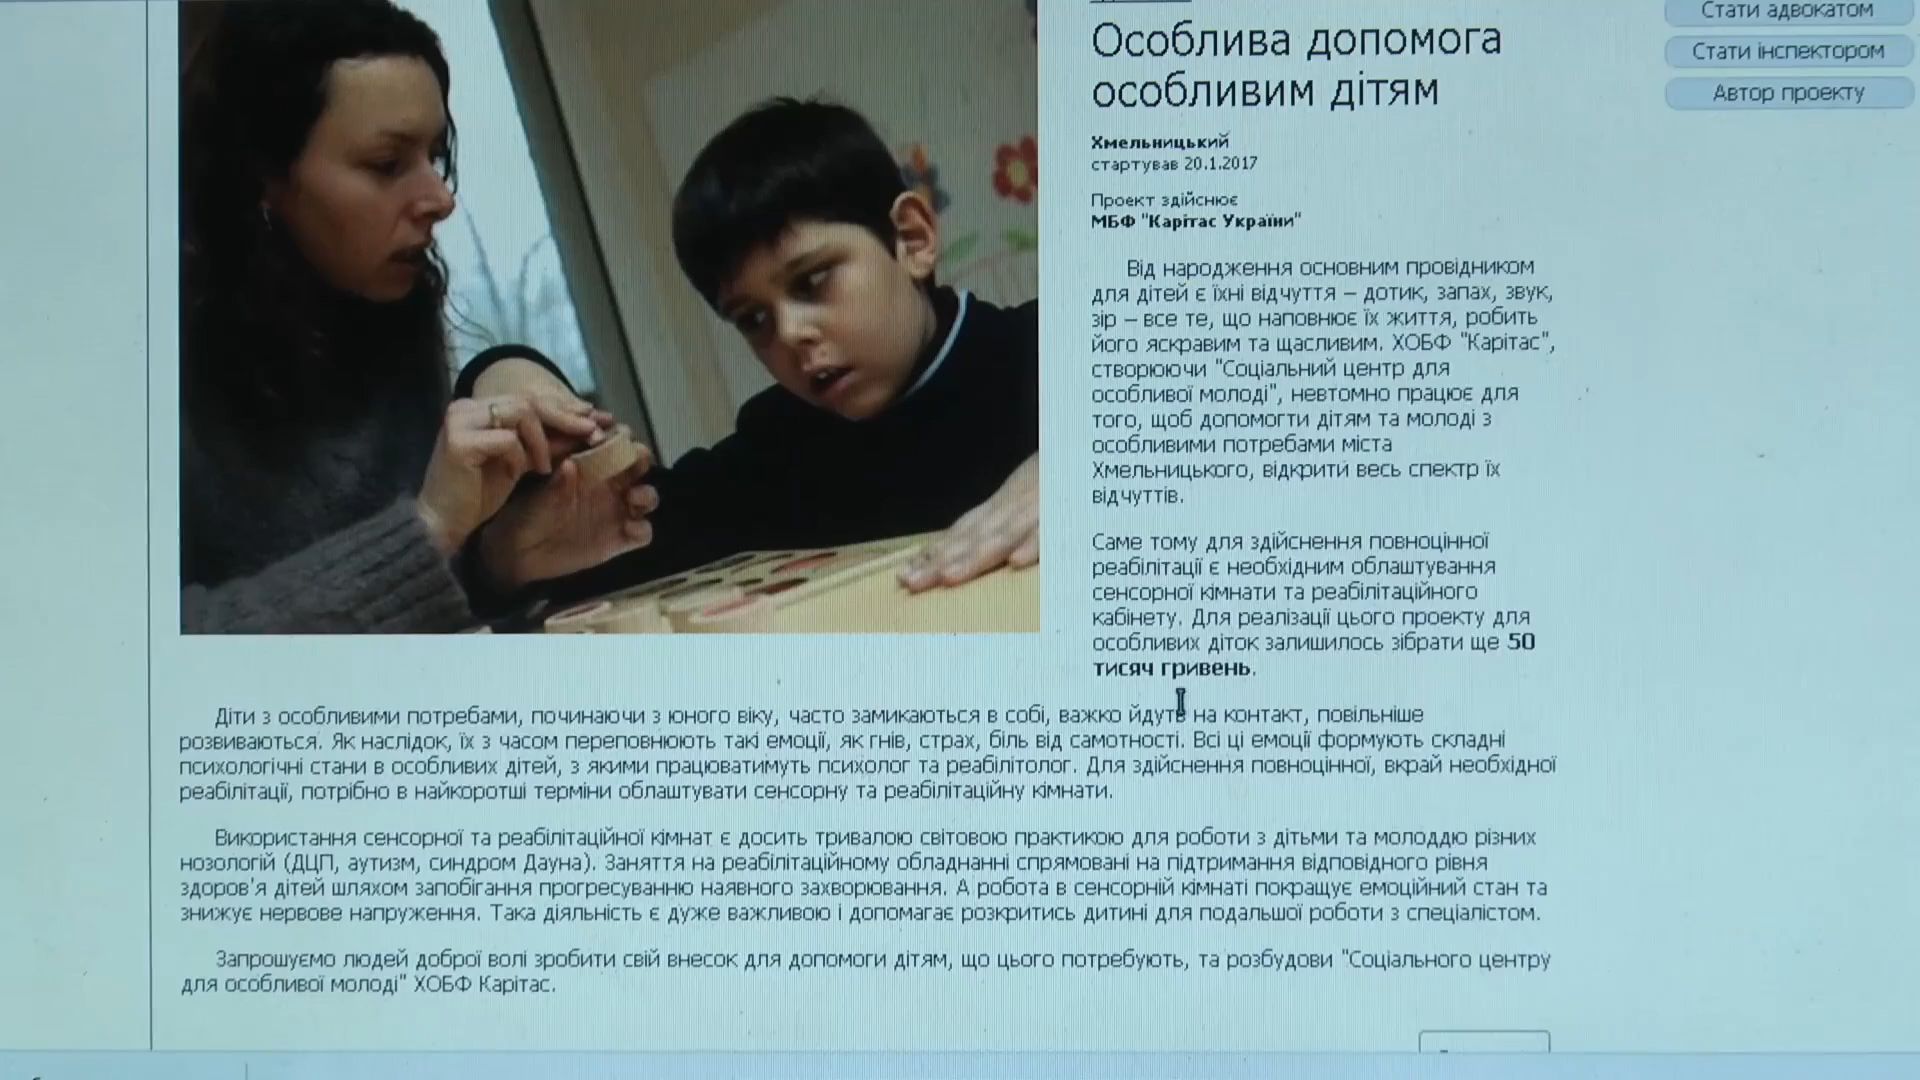 Особлива допомога
особливим дітям
Хмельницький
стартував 20.1.2017
Проект здійснює
МБФ "Карітас України"
Від народження основним провідником
для дітей є їхні відчуття – дотик, запах, звук,
зір – все те, що наповнює їх життя, робить
його яскравим та щасливим. ХОБФ "Карітас",
створюючи "Соціальний центр для
особливої молоді", невтомно працює для
того, щоб допомогти дітям та молоді з
особливими потребами міста
Хмельницького, відкрити весь спектр їх
відчуттів.
Саме тому для здійснення повноцінної
реабілітації є необхідним облаштування
сенсорної кімнати та реабілітаційного
кабінету. Для реалізації цього проекту для
особливих діток залишилось зібрати ще 50
тисяч гривень.
Діти з особливими потребами, починаючи з юного віку, часто замикаються в собі, важко йдуть на контакт, повільніше
розвиваються. Як наслідок, їх з часом переповнюють такі емоції, як гнів, страх, біль від самотності. Всі ці емоції формують складні
психологічні стани в особливих дітей, з якими працюватимуть психолог та реабілітолог. Для здійснення повноцінної, вкрай необхідної
реабілітації, потрібно в найкоротші терміни облаштувати сенсорну та реабілітаційну кімнати.
Використання сенсорної та реабілітаційної кімнат є досить тривалою світовою практикою для роботи з дітьми та молоддю різних
нозологій (ДЦП, аутизм, синдром Дауна). Заняття на реабілітаційному обладнанні спрямовані на підтримання відповідного рівня
здоров'я дітей шляхом запобігання прогресуванню наявного захворювання. А робота в сенсорній кімнаті покращує емоційний стан та
знижує нервове напруження. Така діяльність є дуже важливою і допомагає розкритись дитині для подальшої роботи з спеціалістом.
Запрошуємо людей доброї волі зробити свій внесок для допомоги дітям, що цього потребують, та розбудови "Соціального центру
для особливої молоді" ХОБФ Карітас.
Стати адвокатом
Стати інспектором
Автор проекту